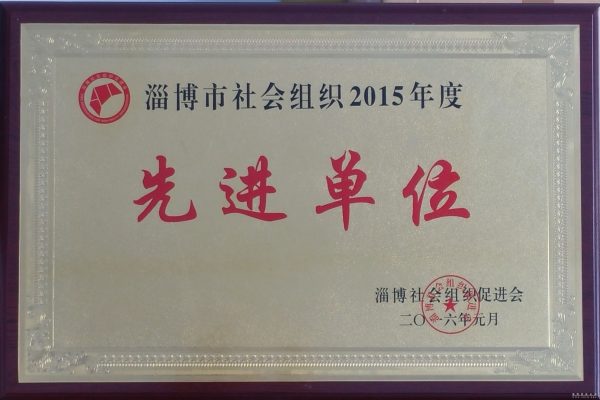 淄博市社会组织2015年度
先进单位
淄博社会组织促进会
二〇一六年元月